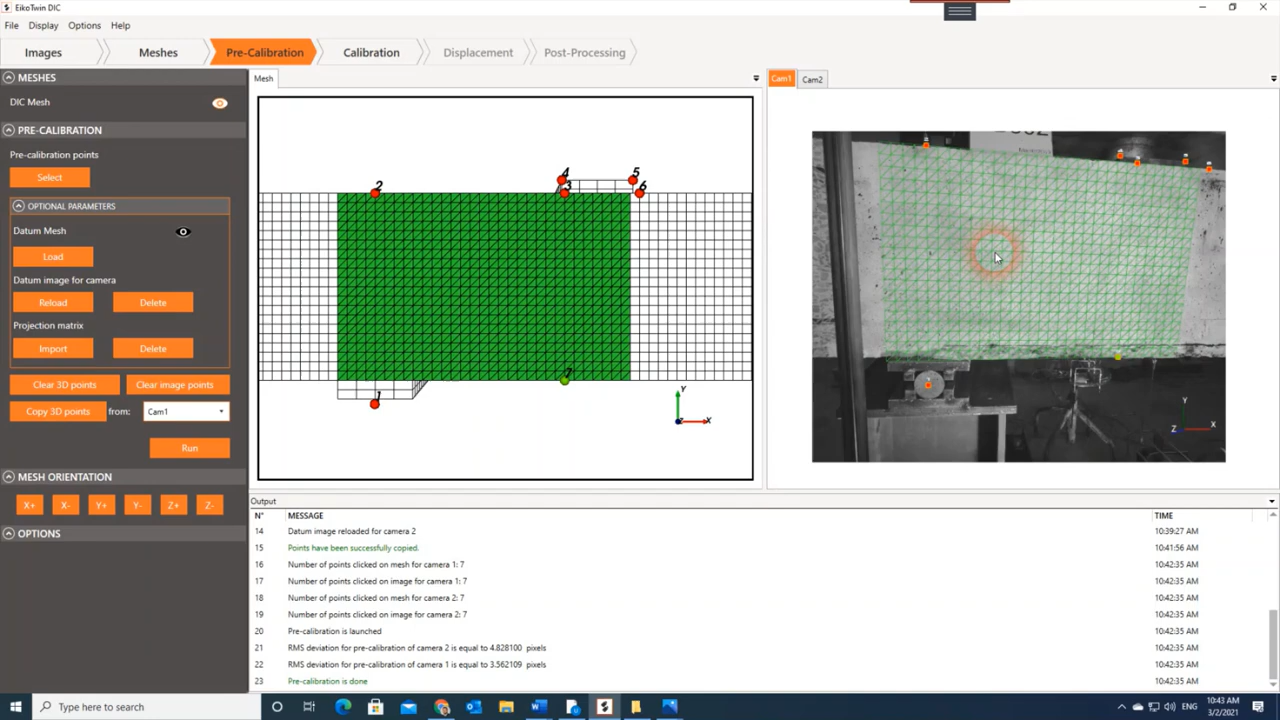 EikoTwin DIC
File Display Options Help
Images Meshes Pre-Calibration Calibration Displacement Post-Processing
MESHES
DIC Mesh
PRE-CALIBRATION
Pre-calibration points
Select
OPTIONAL PARAMETERS
Datum Mesh
Load
Datum image for camera
Reload Delete
Projection matrix
Import Delete
Clear 3D points Clear image points
Copy 3D points from: Cam1
Run
MESH ORIENTATION
X+ X- Y+ Y- Z+ Z-
OPTIONS
Mesh
4 5
2 3 6
7
1
Y
Z X
Cam1 Cam2
Y
Z X
Output
N° MESSAGE TIME
14 Datum image reloaded for camera 2 10:39:27 AM
15 Points have been successfully copied. 10:41:56 AM
16 Number of points clicked on mesh for camera 1: 7 10:42:35 AM
17 Number of points clicked on image for camera 1: 7 10:42:35 AM
18 Number of points clicked on mesh for camera 2: 7 10:42:35 AM
19 Number of points clicked on image for camera 2: 7 10:42:35 AM
20 Pre-calibration is launched 10:42:35 AM
21 RMS deviation for pre-calibration of camera 2 is equal to 4.828100 pixels 10:42:35 AM
22 RMS deviation for pre-calibration of camera 1 is equal to 3.562109 pixels 10:42:35 AM
23 Pre-calibration is done 10:42:35 AM
Type here to search
10:43 AM
3/2/2021